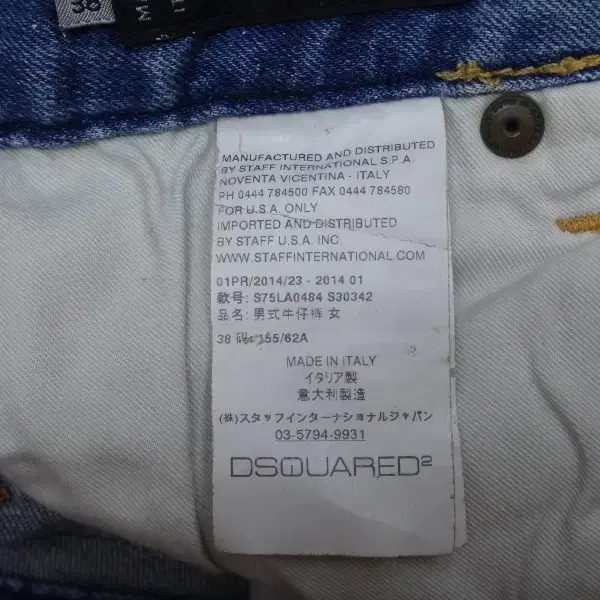 38
MANUFACTURED AND DISTRIBUTED
BY STAFF INTERNATIONAL S.P.A.
NOVENTA VICENTINA - ITALY
PH 0444 784500 FAX 0444 784580
FOR U.S.A. ONLY
IMPORTED AND DISTRIBUTED
BY STAFF U.S.A. INC.
WWW.STAFFINTERNATIONAL.COM
01PR/2014/23 - 2014 01
款号: S75LA0484 S30342
品名: 男式牛仔裤 女
38 码 155/62A
MADE IN ITALY
イタリア製
意大利製造
(株)スタッフインターナショナルジャパン
03-5794-9931
DSQUARED²